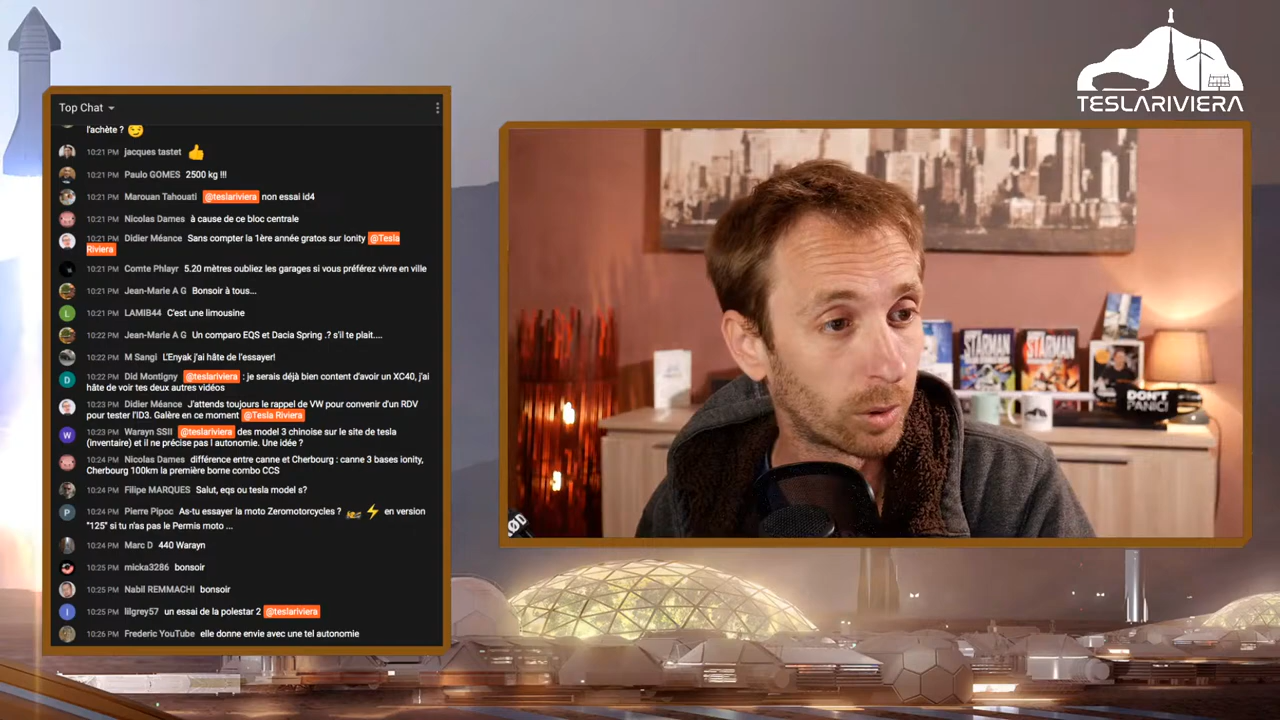 TESLARIVIERA
Top Chat
l'achète ?
10:21 PM jacques tastet
10:21 PM Paulo GOMES 2500 kg !!!
10:21 PM Marouan Tahouati @teslariviera non essai id4
10:21 PM Nicolas Dames à cause de ce bloc centrale
10:21 PM Didier Méance Sans compter la 1ère année gratos sur Ionity @Tesla
Riviera
10:21 PM Comte Phlayr 5.20 mètres oubliez les garages si vous préférez vivre en ville
10:21 PM Jean-Marie A G Bonsoir à tous...
10:21 PM LAMIB44 C'est une limousine
10:22 PM Jean-Marie A G Un comparo EQS et Dacia Spring .? s'il te plait....
10:22 PM M Sangi L'Enyak j'ai hâte de l'essayer!
10:22 PM Did Montigny @teslariviera : je serais déjà bien content d'avoir un XC40, j'ai
hâte de voir tes deux autres vidéos
10:23 PM Didier Méance J'attends toujours le rappel de VW pour convenir d'un RDV
pour tester l'ID3. Galère en ce moment @Tesla Riviera
10:23 PM Warayn SSII @teslariviera des model 3 chinoise sur le site de tesla
(inventaire) et il ne précise pas l autonomie. Une idée ?
10:24 PM Nicolas Dames différence entre canne et Cherbourg : canne 3 bases ionity,
Cherbourg 100km la première borne combo CCS
10:24 PM Filipe MARQUES Salut, eqs ou tesla model s?
10:24 PM Pierre Pipoc As-tu essayer la moto Zeromotorcycles ? en version
"125" si tu n'as pas le Permis moto ...
10:24 PM Marc D 440 Warayn
10:25 PM micka3286 bonsoir
10:25 PM Nabil REMMACHI bonsoir
10:25 PM lilgrey57 un essai de la polestar 2 @teslariviera
10:26 PM Frederic YouTube elle donne envie avec une tel autonomie
STARMAN
STARMAN
DON'T
PANIC!